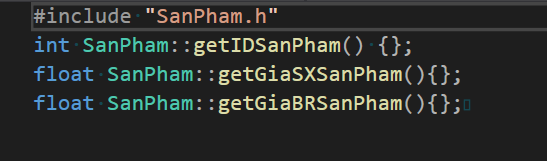 #include "SanPham.h"
int SanPham::getIDSanPham() {};
float SanPham::getGiaSXSanPham(){};
float SanPham::getGiaBRSanPham(){};